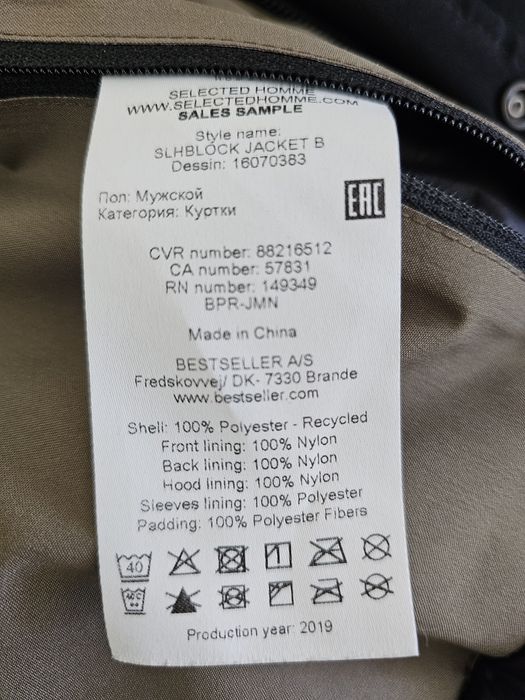 SELECTED HOMME
WWW.SELECTEDHOMME.COM
SALES SAMPLE
Style name:
SLHBLOCK JACKET B
Dessin: 16070383
Пол: Мужской
Категория: Куртки
EAC
CVR number: 88216512
CA number: 57831
RN number: 149349
BPR-JMN
Made in China
BESTSELLER A/S
Fredskovvej/ DK- 7330 Brande
www.bestseller.com
Shell: 100% Polyester - Recycled
Front lining: 100% Nylon
Back lining: 100% Nylon
Hood lining: 100% Nylon
Sleeves lining: 100% Polyester
Padding: 100% Polyester Fibers
40
Production year: 2019